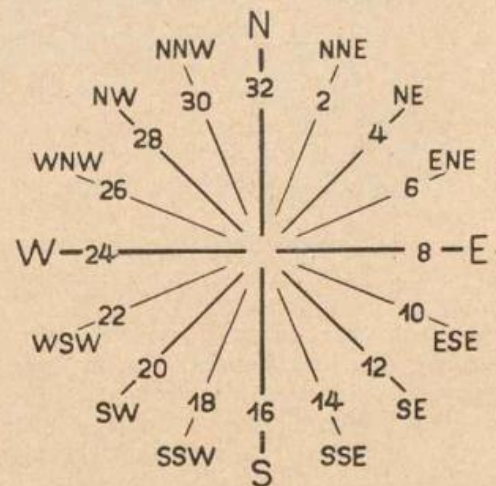 N
NNW NNE
30 32 2
NW NE
28 4
WNW ENE
26 6
W 24 8 E
22 10
WSW ESE
20 12
SW SE
18 16 14
SSW SSE
S